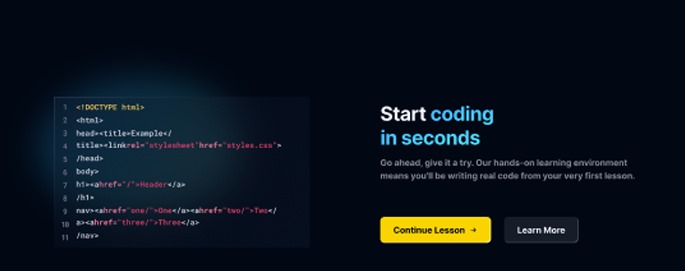 1 <!DOCTYPE html>
2 <html>
3 head><title>Example</
4 title><linkrel="stylesheet"href="styles.css">
5 /head>
6 body>
7 h1><ahref="/">Header</a>
8 /h1>
9 nav><ahref="one/">One</a><ahref="two/">Two</
10 a><ahref="three/">Three</a>
11 /nav>
Start coding
in seconds
Go ahead, give it a try. Our hands-on learning environment
means you'll be writing real code from your very first lesson.
Continue Lesson →
Learn More